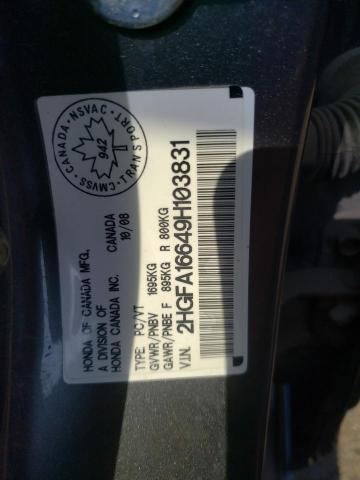 HONDA OF CANADA MFG. CANADA
A DIVISION OF 10/08
HONDA CANADA INC.
TYPE: PC/VT
GVWR/PNBV 1695KG
GAWR/PNBE F 895KG R 800KG
V.I.N. 2HGFA16649H103831
CANADA · NSVAC · TRANSPORT · CMVSS ·
942